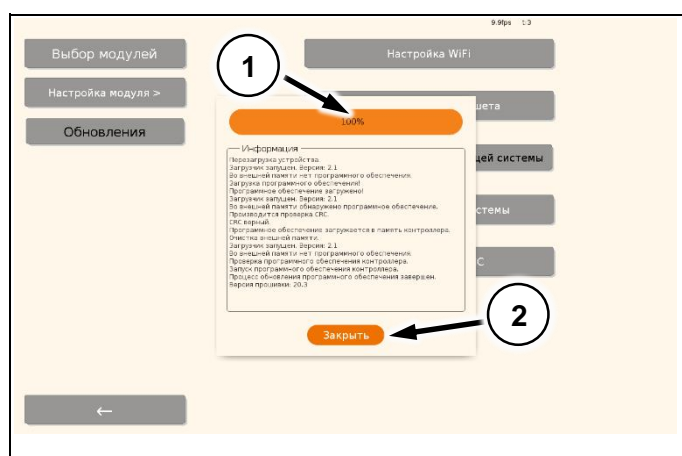 9.9fps 1:3
Выбор модулей
Настройка WiFi
1
Настройка модуля >
шета
100%
Обновления
Информация
Перезагрузка устройства.
Загрузчик запущен. Версия: 2.1
Во внешней памяти нет программного обеспечения.
Загрузка программного обеспечения!
Программное обеспечение загружено!
Загрузчик запущен. Версия: 2.1
Во внешней памяти обнаружено программное обеспечение.
Производится проверка CRC.
CRC верный.
Программное обеспечение загружается в память контроллера.
Очистка внешней памяти.
Загрузчик запущен. Версия: 2.1
Во внешней памяти нет программного обеспечения.
Проверка программного обеспечения контроллера.
Запуск программного обеспечения контроллера.
Процесс обновления программного обеспечения завершен.
Версия прошивки: 20.3
щей системы
стемы
С
2
Закрыть
←